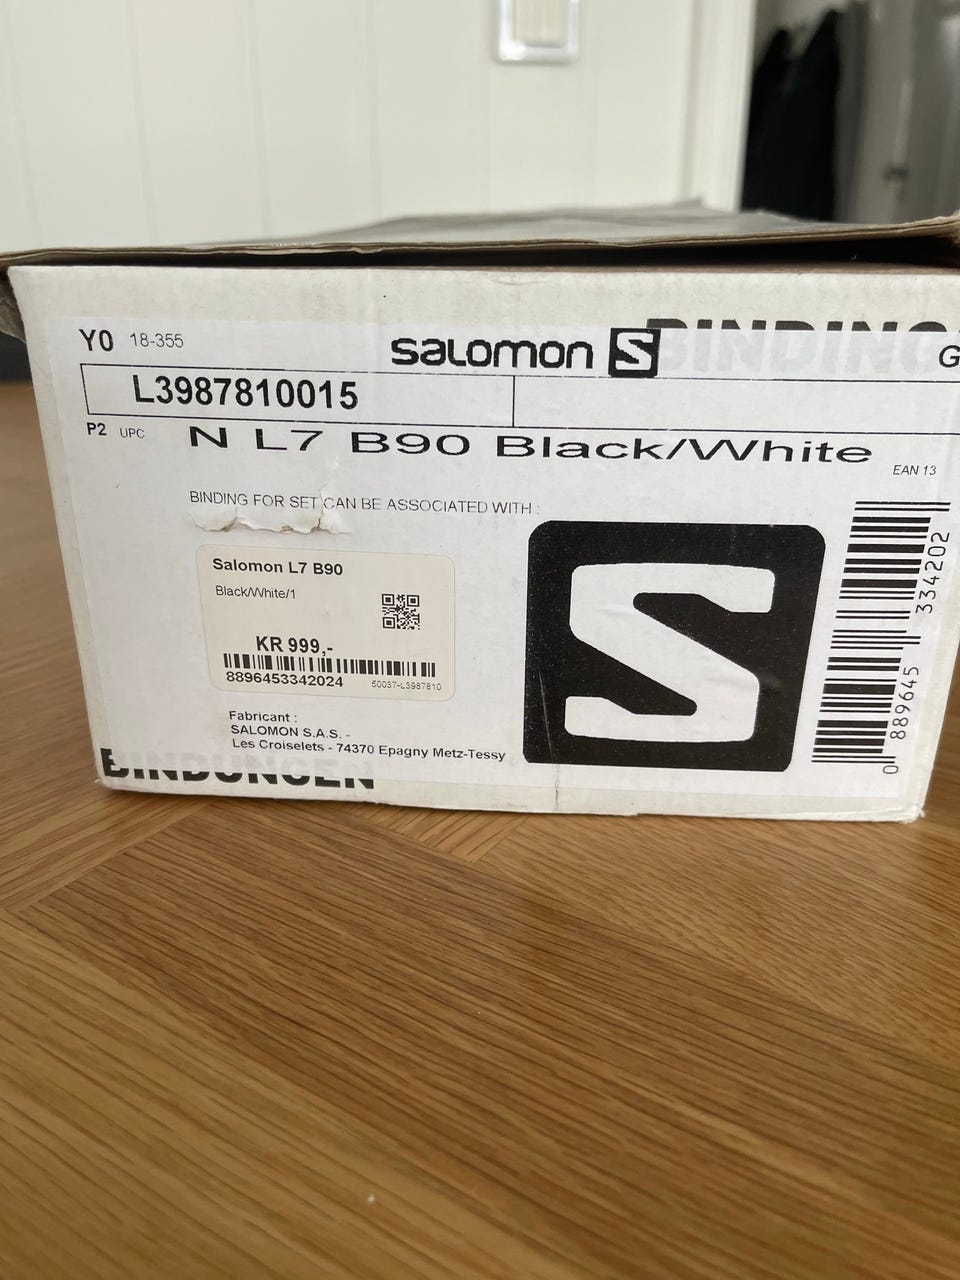 BINDING
Y0 18-355
salomon S
G
L3987810015
P2 UPC N L7 B90 Black/White
EAN 13
BINDING FOR SET CAN BE ASSOCIATED WITH :
Salomon L7 B90
Black/White/1
KR 999,-
8896453342024
50037-L3987810
Fabricant :
SALOMON S.A.S. -
Les Croiselets - 74370 Epagny Metz-Tessy
BINDUNGEN
0 889645 334202